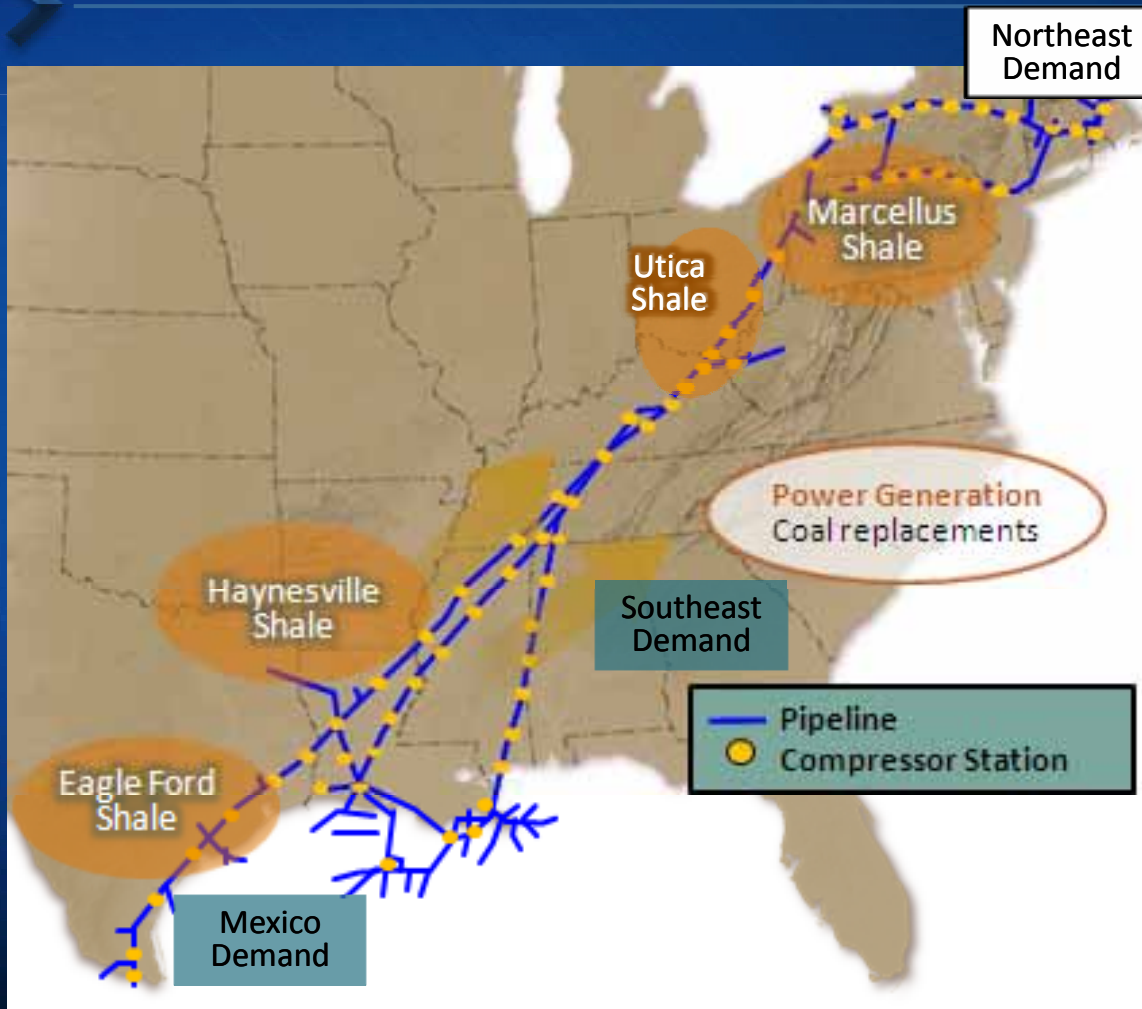 Northeast
Demand
Marcellus
Shale
Utica
Shale
Power Generation
Coal replacements
Haynesville
Shale
Southeast
Demand
Pipeline
Compressor Station
Eagle Ford
Shale
Mexico
Demand